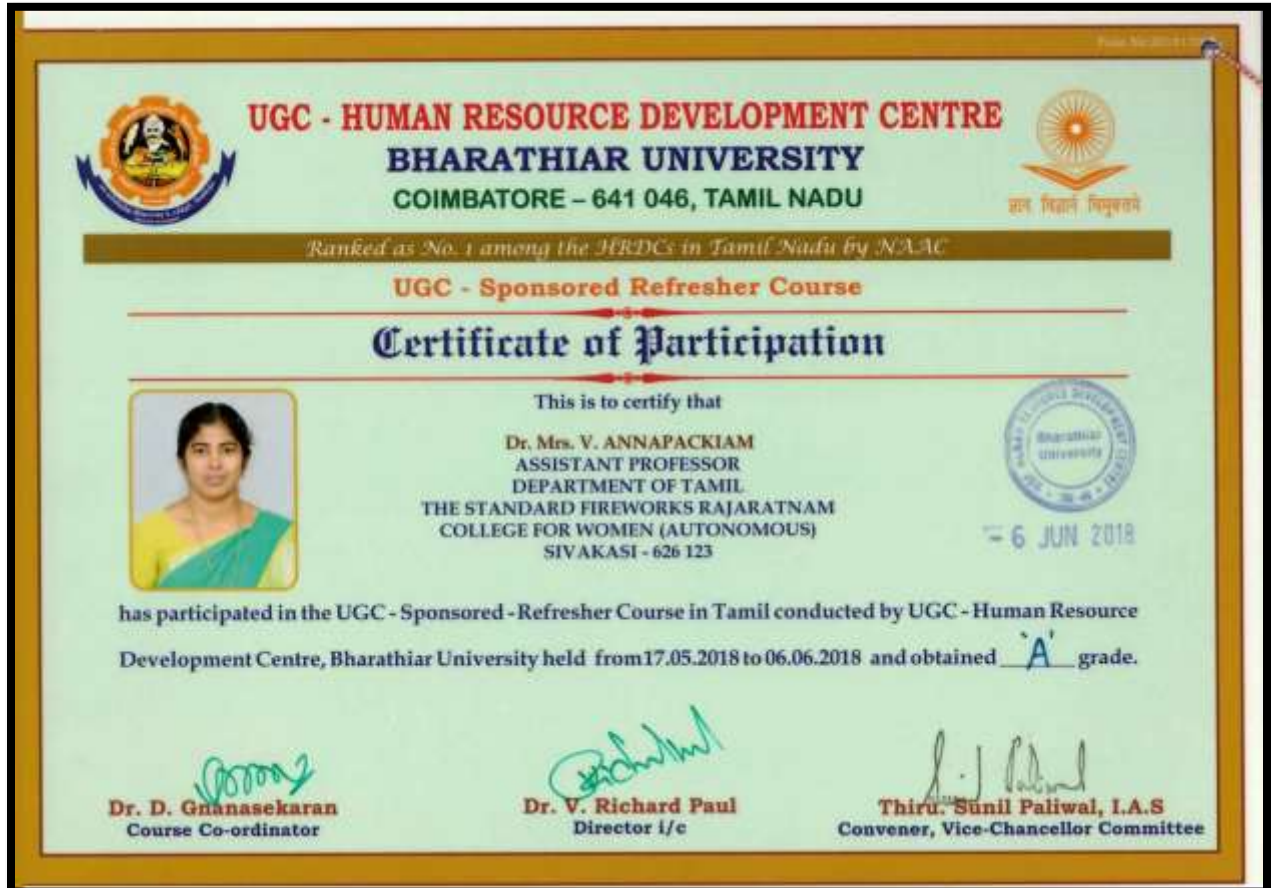 UGC - HUMAN RESOURCE DEVELOPMENT CENTRE
BHARATHIAR UNIVERSITY
COIMBATORE – 641 046, TAMIL NADU
ज्ञान विज्ञानं विमुक्तये
Ranked as No. 1 among the HRDCs in Tamil Nadu by NAAC
UGC - Sponsored Refresher Course
Certificate of Participation
This is to certify that
Dr. Mrs. V. ANNAPACKIAM
ASSISTANT PROFESSOR
DEPARTMENT OF TAMIL
THE STANDARD FIREWORKS RAJARATNAM
COLLEGE FOR WOMEN (AUTONOMOUS)
SIVAKASI - 626 123
Bharathiar
University
- 6 JUN 2018
has participated in the UGC - Sponsored - Refresher Course in Tamil conducted by UGC - Human Resource
Development Centre, Bharathiar University held from 17.05.2018 to 06.06.2018 and obtained 'A' grade.
Dr. D. Gnanasekaran
Course Co-ordinator
Dr. V. Richard Paul
Director i/c
Thiru. Sunil Paliwal, I.A.S
Convener, Vice-Chancellor Committee